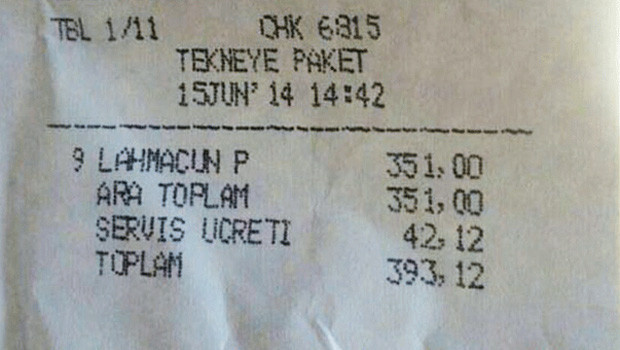 TBL 1/11 CHK 6815
TEKNEYE PAKET
15JUN'14 14:42
9 LAHMACUN P 351,00
ARA TOPLAM 351,00
SERVIS UCRETI 42,12
TOPLAM 393,12